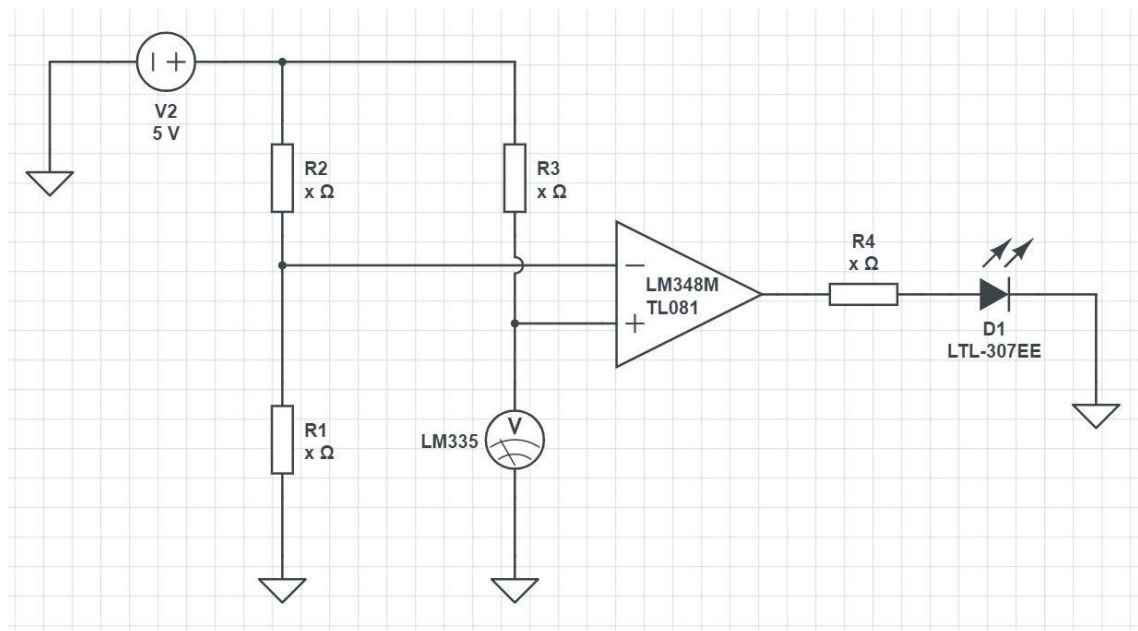 V2
5 V
R2
x Ω
R3
x Ω
R4
x Ω
−
LM348M
TL081
+
D1
LTL-307EE
R1
x Ω
LM335
V